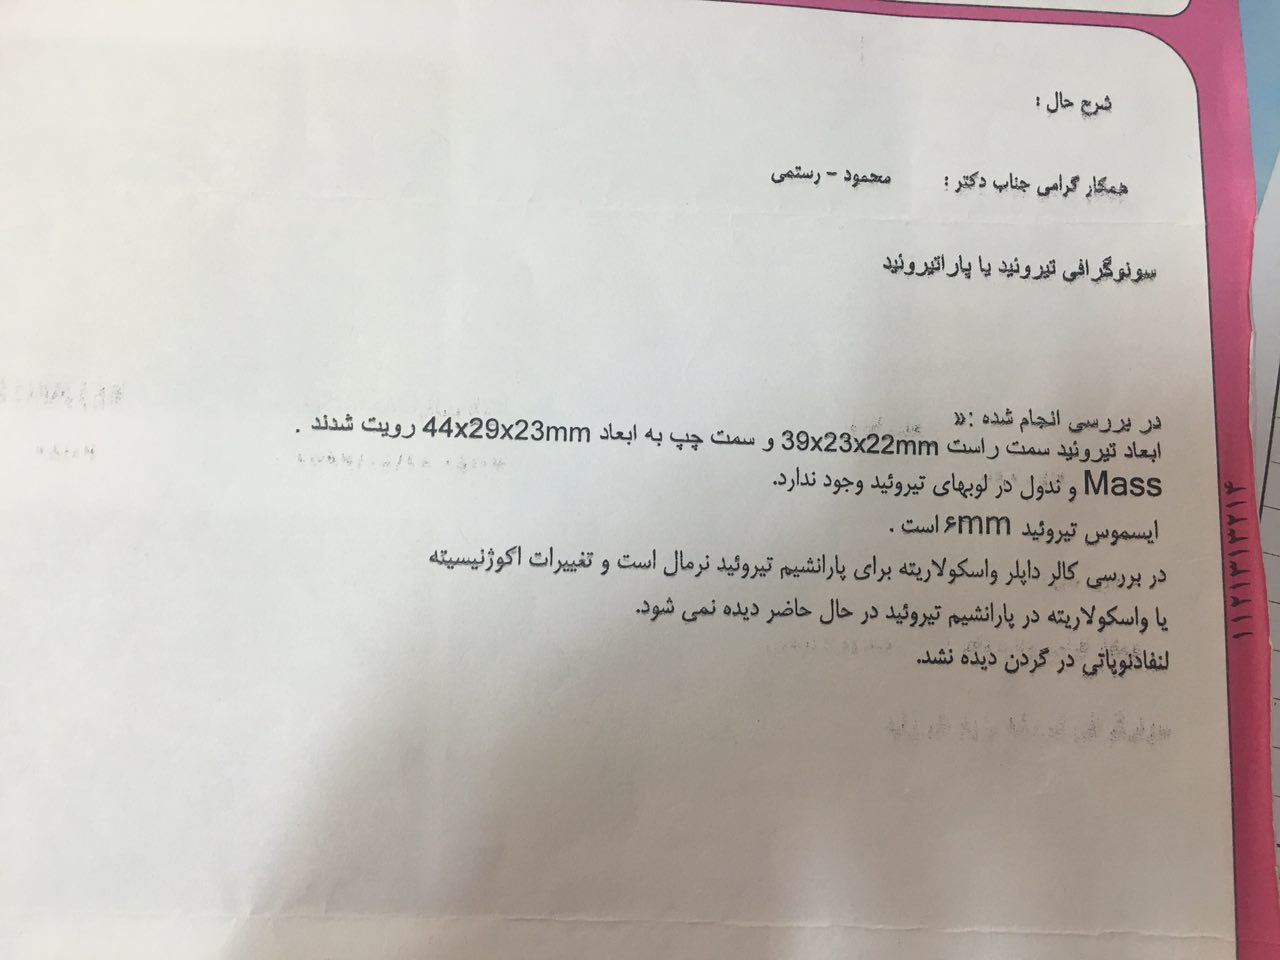 شرح حال :
همکار گرامی جناب دکتر : محمود - رستمی
سونوگرافی تیروئید یا پاراتیروئید
در بررسی انجام شده :«
ابعاد تیروئید سمت راست 39x23x22mm و سمت چپ به ابعاد 44x29x23mm رویت شدند .
Mass و ندول در لوبهای تیروئید وجود ندارد.
ایسموس تیروئید ۶mm است .
در بررسی کالر داپلر واسکولاریته برای پارانشیم تیروئید نرمال است و تغییرات اکوژنیسیته
یا واسکولاریته در پارانشیم تیروئید در حال حاضر دیده نمی شود.
لنفادنوپاتی در گردن دیده نشد.
۱۱۲۱۳۱۳۲۱۴